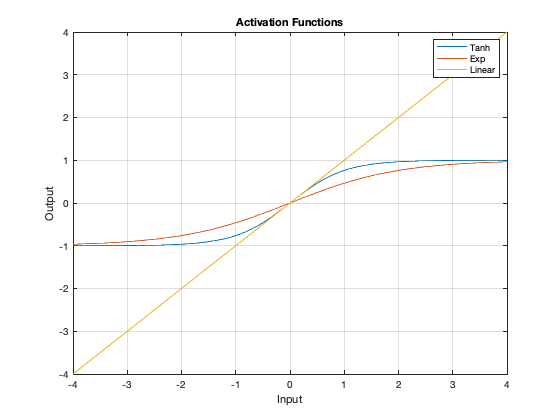 Activation Functions
4
3
2
1
0
-1
-2
-3
-4
Output
Tanh
Exp
Linear
-4 -3 -2 -1 0 1 2 3 4
Input